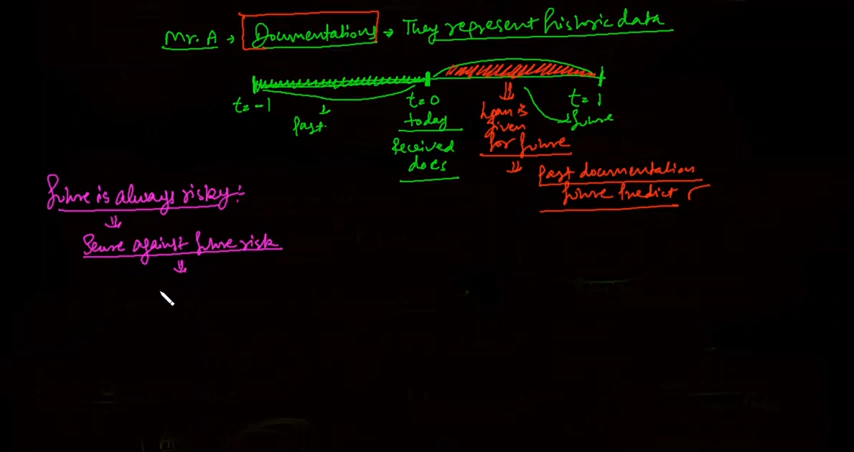 Mr. A → Documentations → They represent historic data
t = -1
Past
t = 0
today
Received
docs
Loan is
given
for future
t = 1
future
Past documentation
future Predict
future is always risky:
Secure against future risk